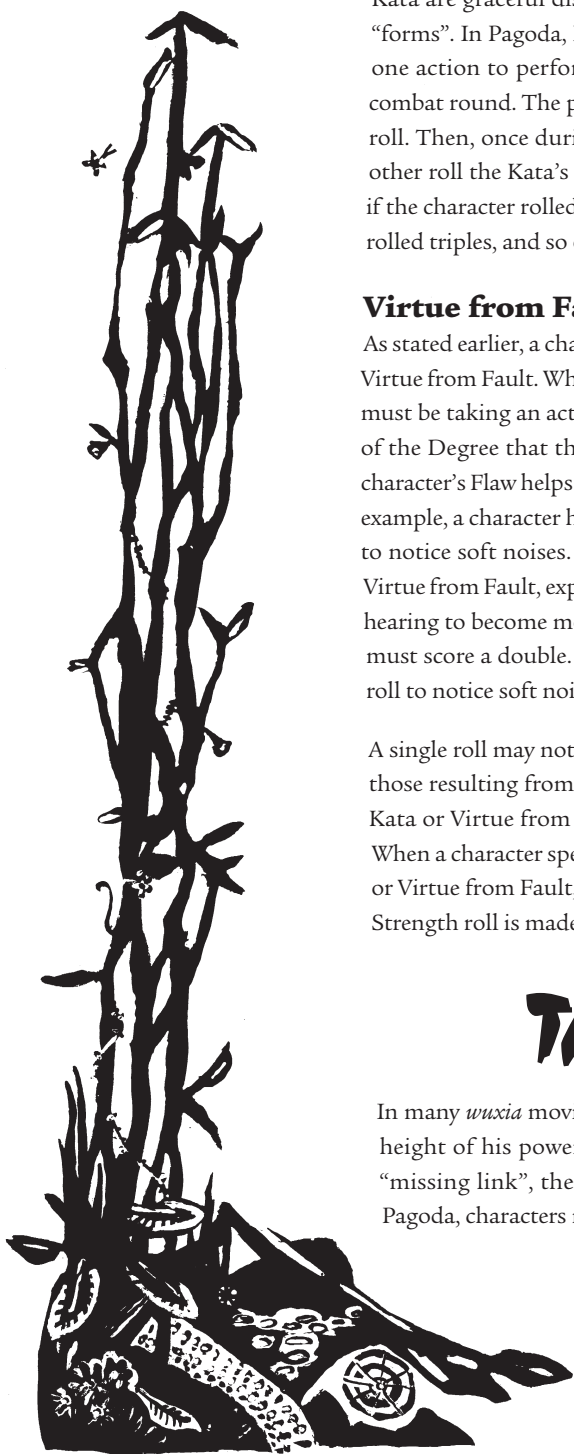 Kata are graceful dis
“forms”. In Pagoda,
one action to perfor
combat round. The p
roll. Then, once duri
other roll the Kata’s
if the character rolled
rolled triples, and so
Virtue from Fa
As stated earlier, a cha
Virtue from Fault. Wh
must be taking an act
of the Degree that th
character’s Flaw helps
example, a character h
to notice soft noises.
Virtue from Fault, exp
hearing to become m
must score a double.
roll to notice soft noi
A single roll may not
those resulting from
Kata or Virtue from
When a character spe
or Virtue from Fault,
Strength roll is made
T
In many wuxia movi
height of his power
“missing link”, the
Pagoda, characters